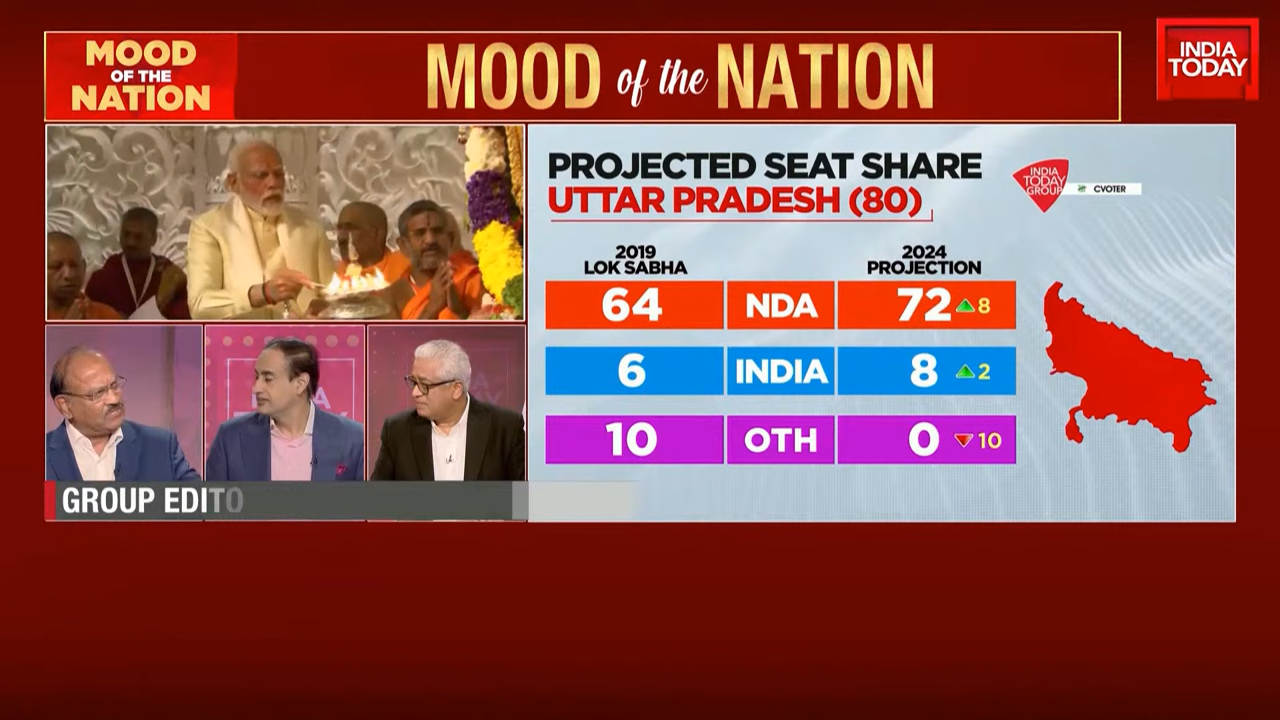 MOOD
OF THE
NATION
MOOD of the NATION
INDIA
TODAY
PROJECTED SEAT SHARE
UTTAR PRADESH (80)
INDIA
TODAY
GROUP
CVOTER
2019
LOK SABHA
2024
PROJECTION
64 NDA 72 8
6 INDIA 8 2
10 OTH 0 10
GROUP EDITO